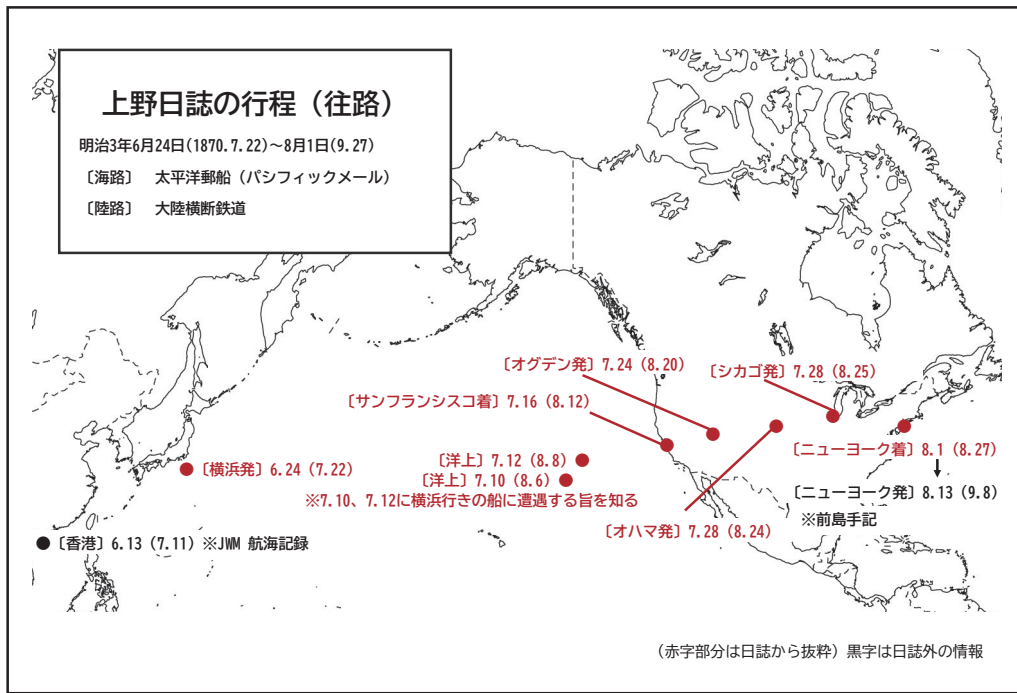 上野日誌の行程（往路）
明治3年6月24日(1870.7.22)～8月1日(9.27)
〔海路〕　太平洋郵船（パシフィックメール）
〔陸路〕　大陸横断鉄道
〔オグデン発〕7.24（8.20）
〔シカゴ発〕7.28（8.25）
〔サンフランシスコ着〕7.16（8.12）
〔ニューヨーク着〕8.1（8.27）
〔横浜発〕6.24（7.22）
〔洋上〕7.12（8.8）
〔洋上〕7.10（8.6）
※7.10、7.12に横浜行きの船に遭遇する旨を知る
〔ニューヨーク発〕8.13（9.8）
※前島手記
〔オハマ発〕7.28（8.24）
〔香港〕6.13（7.11）※JWM 航海記録
（赤字部分は日誌から抜粋）黒字は日誌外の情報